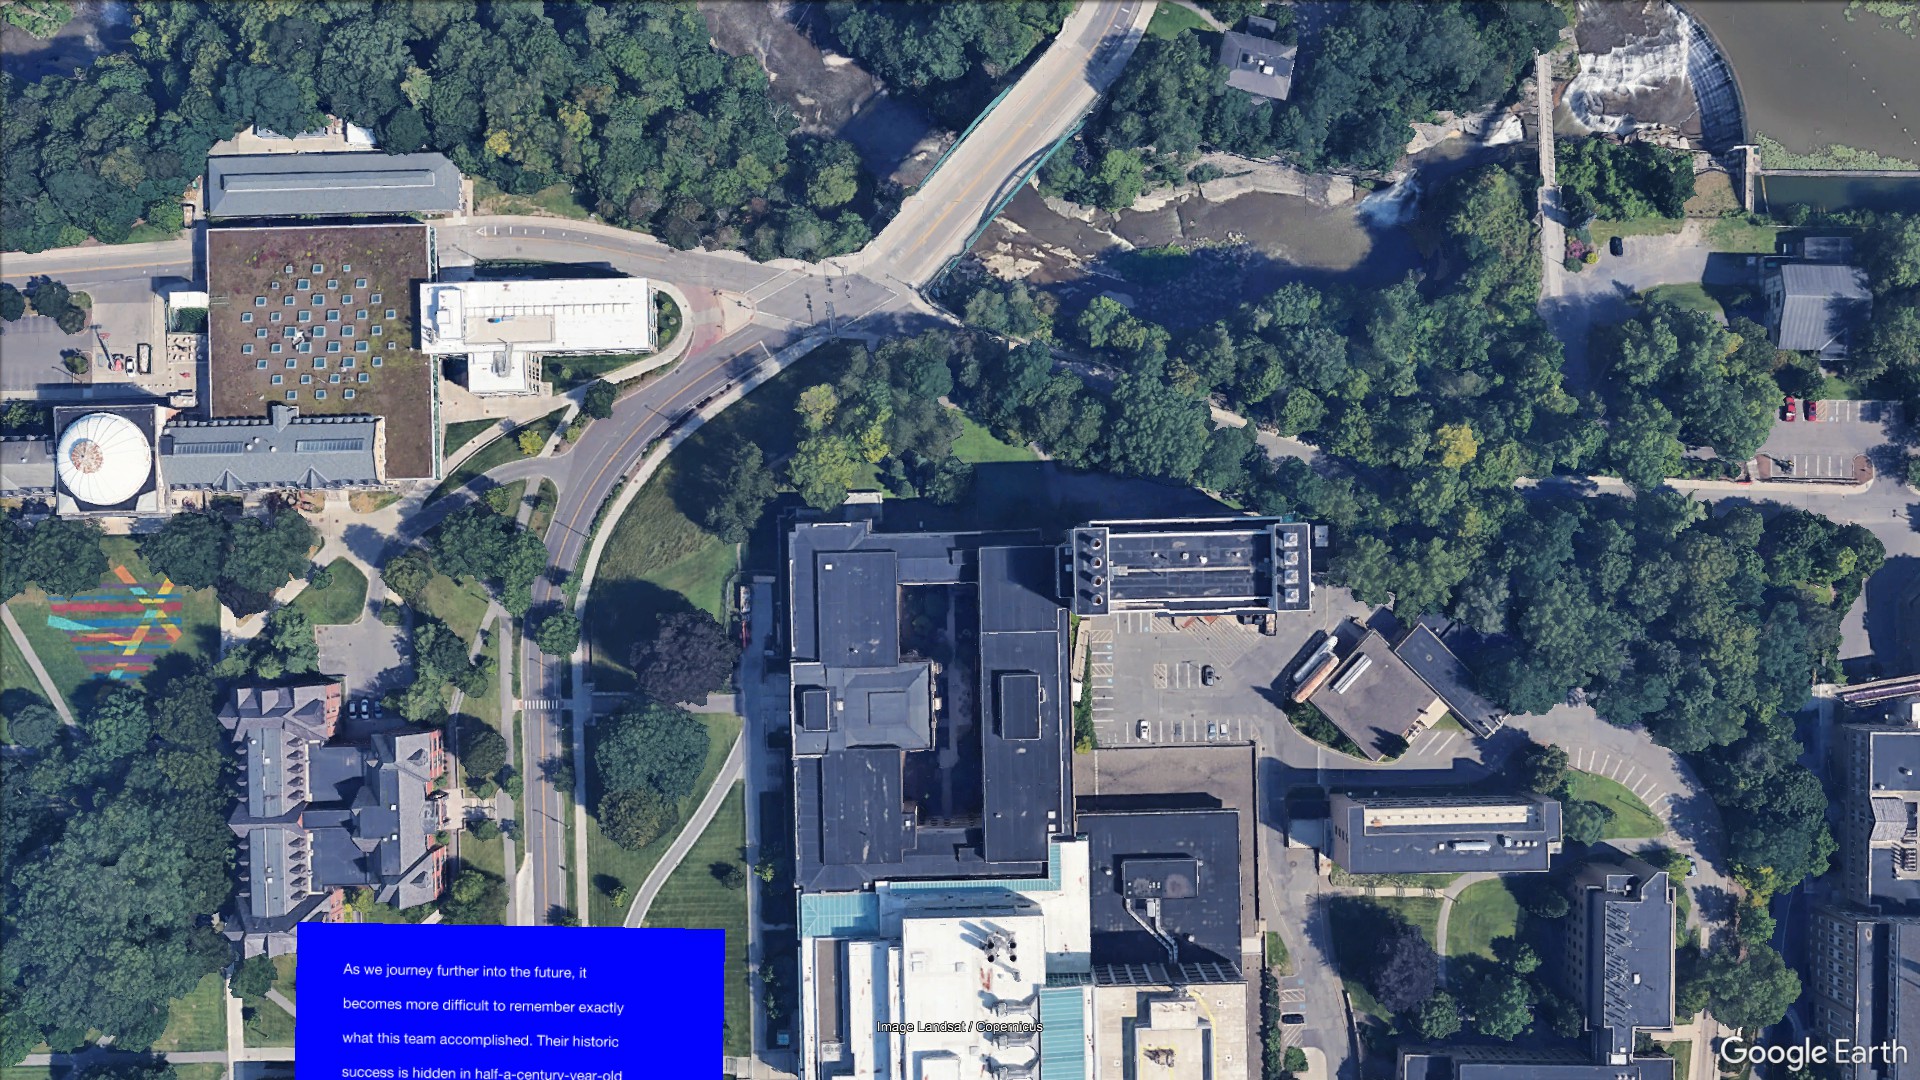 As we journey further into the future, it
becomes more difficult to remember exactly
what this team accomplished. Their historic
success is hidden in half-a-century-year-old
Image Landsat / Copernicus
Google Earth